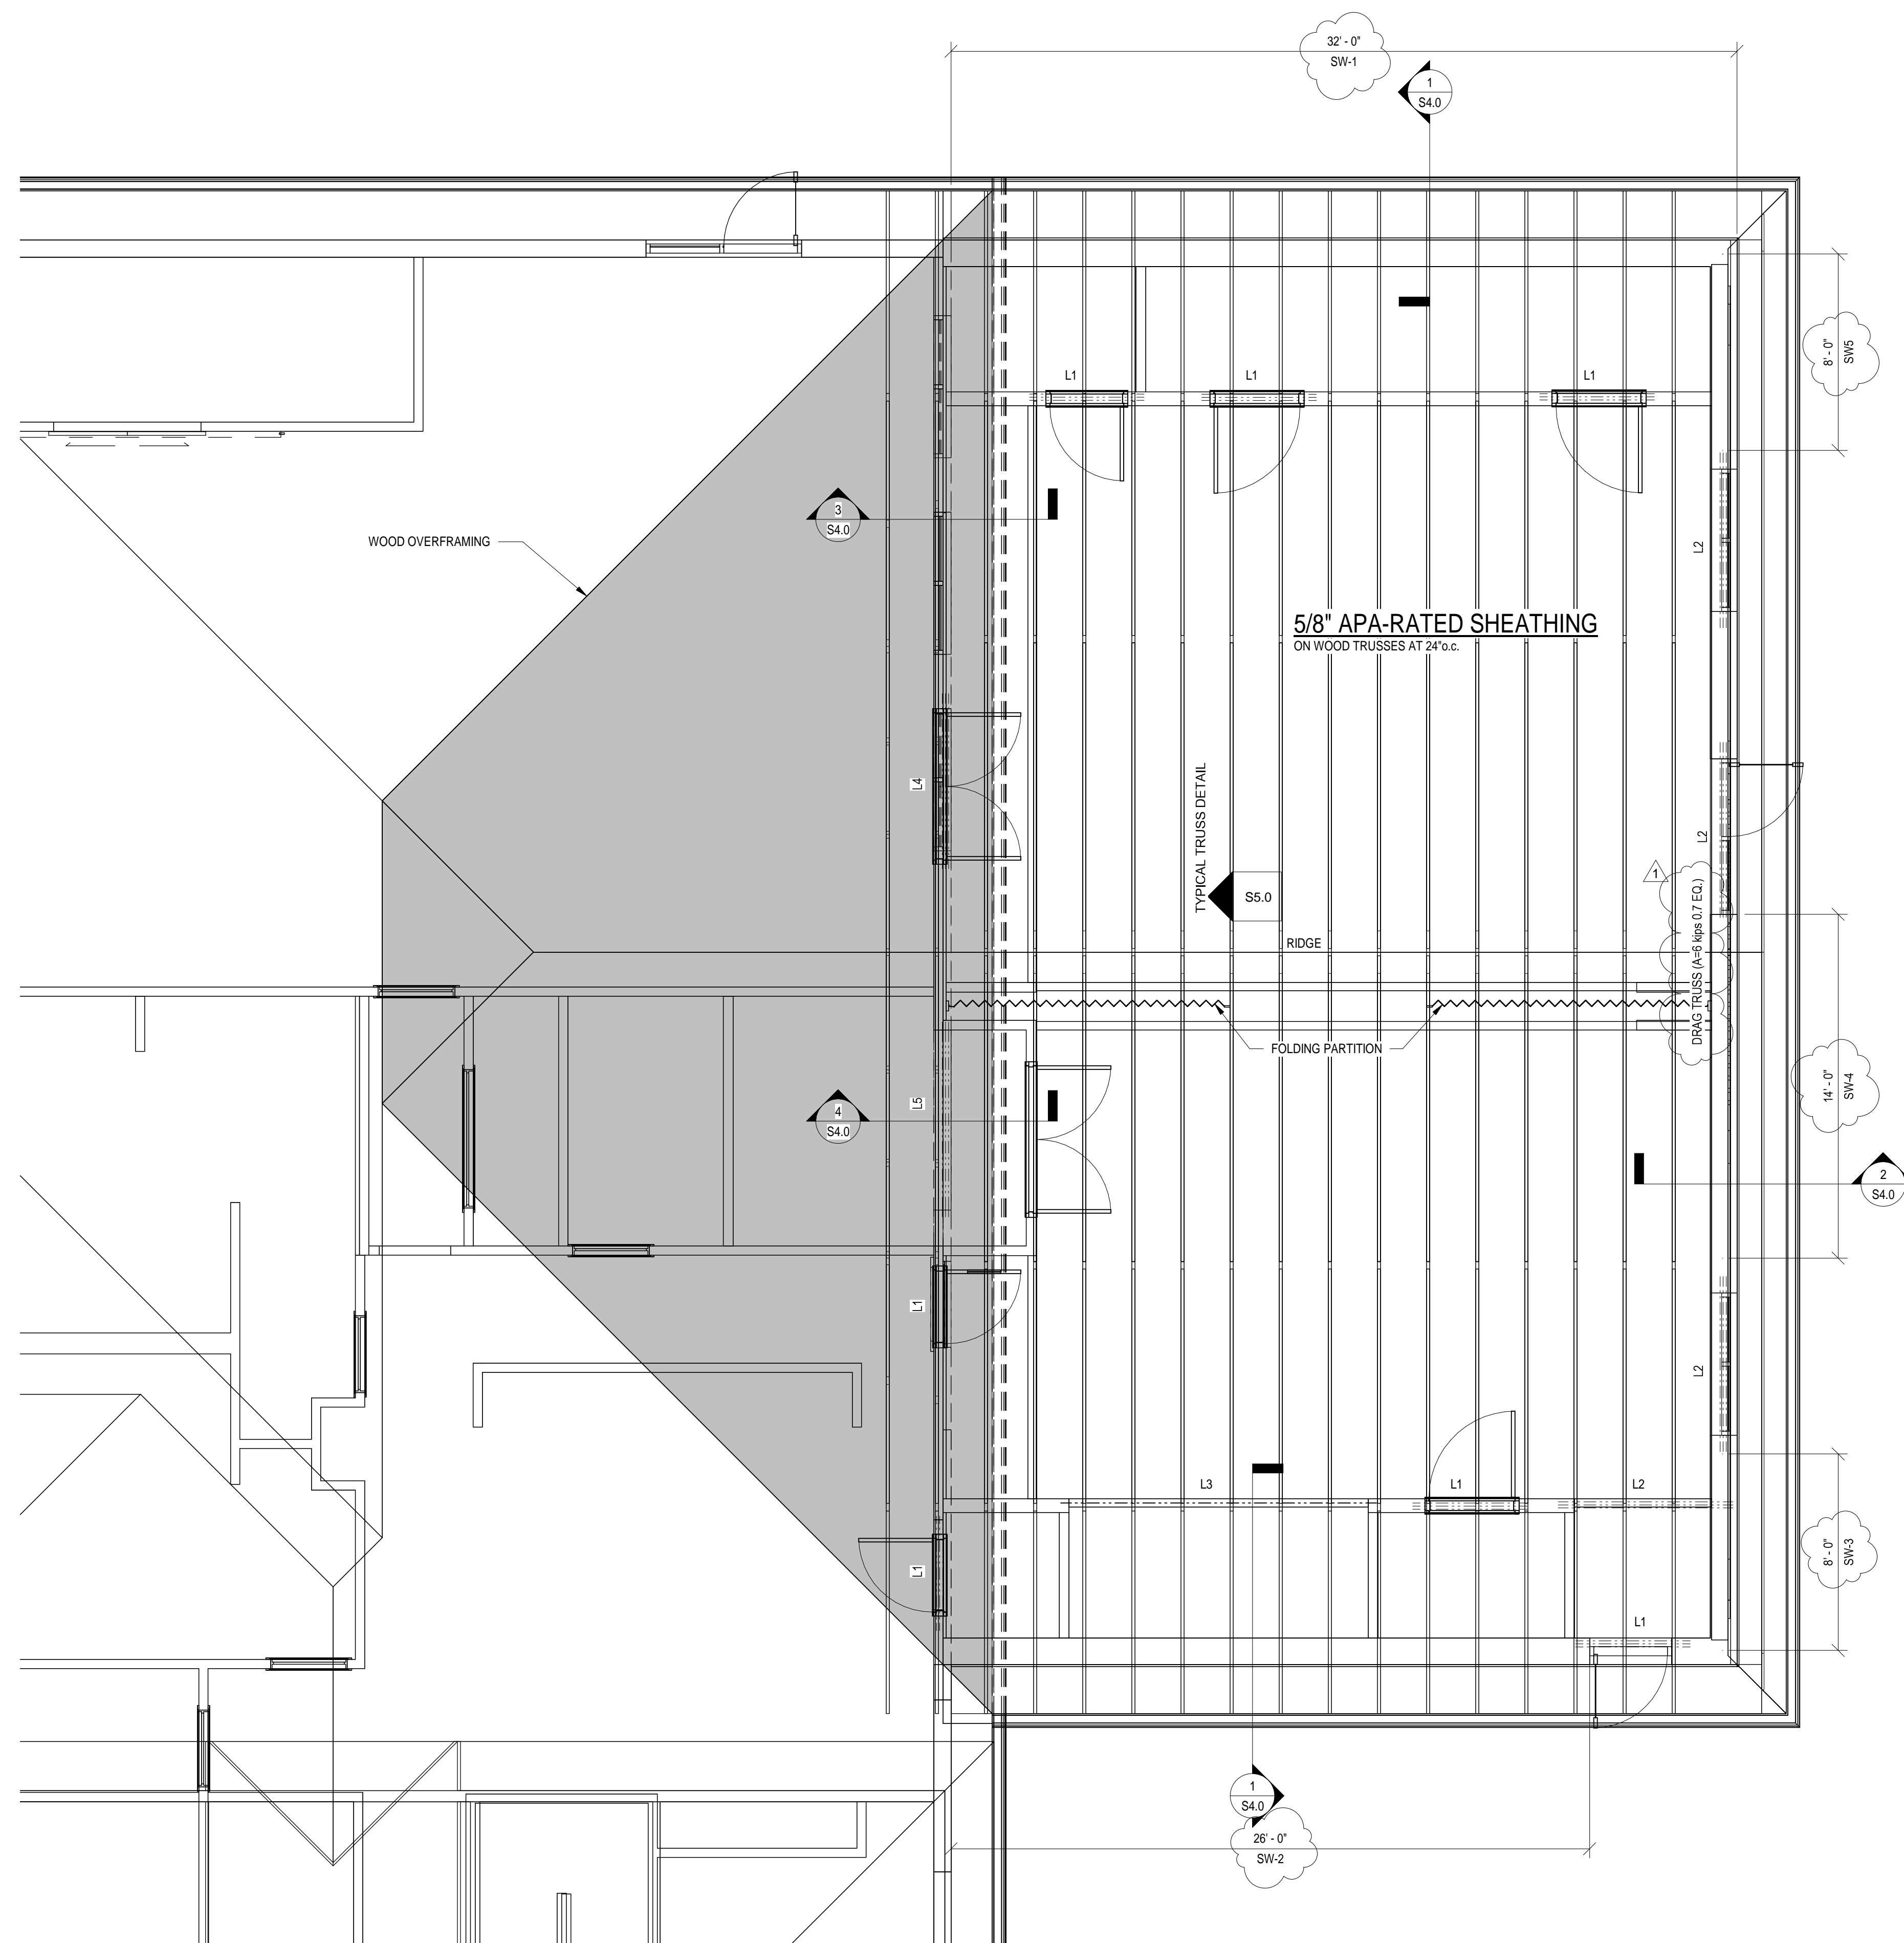 32' - 0"
SW-1
1
S4.0
8' - 0"
SW5
L1
L1
L1
3
S4.0
WOOD OVERFRAMING
L2
5/8" APA-RATED SHEATHING
ON WOOD TRUSSES AT 24"o.c.
L4
TYPICAL TRUSS DETAIL
S5.0
L2
1
DRAG TRUSS (A=6 kips 0.7 EQ.)
RIDGE
FOLDING PARTITION
14' - 0"
SW-4
4
S4.0
L5
2
S4.0
L1
L2
L3
L1
L2
8' - 0"
SW-3
L1
L1
1
S4.0
26' - 0"
SW-2